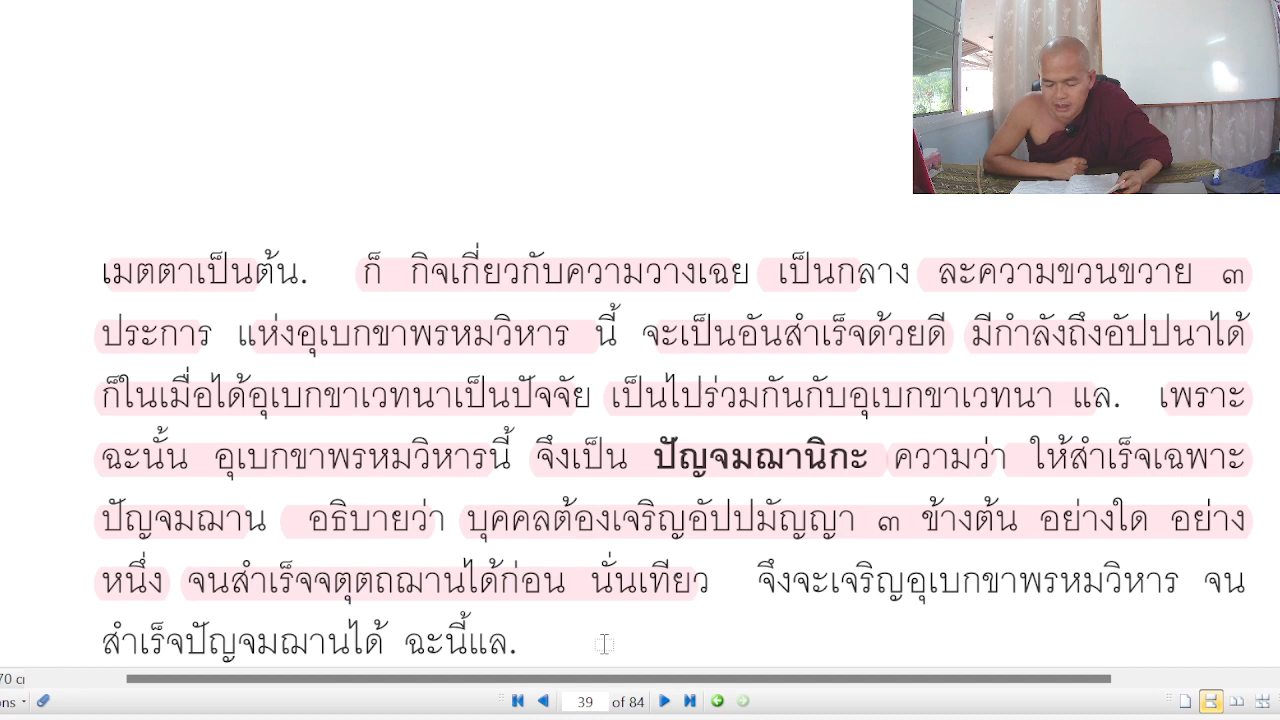 เมตตาเป็นต้น. ก็ กิจเกี่ยวกับความวางเฉย เป็นกลาง ละความขวนขวาย ๓
ประการ แห่งอุเบกขาพรหมวิหาร นี้ จะเป็นอันสำเร็จด้วยดี มีกำลังถึงอัปปนาได้
ก็ในเมื่อได้อุเบกขาเวทนาเป็นปัจจัย เป็นไปร่วมกันกับอุเบกขาเวทนา แล. เพราะ
ฉะนั้น อุเบกขาพรหมวิหารนี้ จึงเป็น ปัญจมฌานิกะ ความว่า ให้สำเร็จเฉพาะ
ปัญจมฌาน อธิบายว่า บุคคลต้องเจริญอัปปมัญญา ๓ ข้างต้น อย่างใด อย่าง
หนึ่ง จนสำเร็จจตุตถฌานได้ก่อน นั่นเทียว จึงจะเจริญอุเบกขาพรหมวิหาร จน
สำเร็จปัญจมฌานได้ ฉะนี้แล.
39 of 84